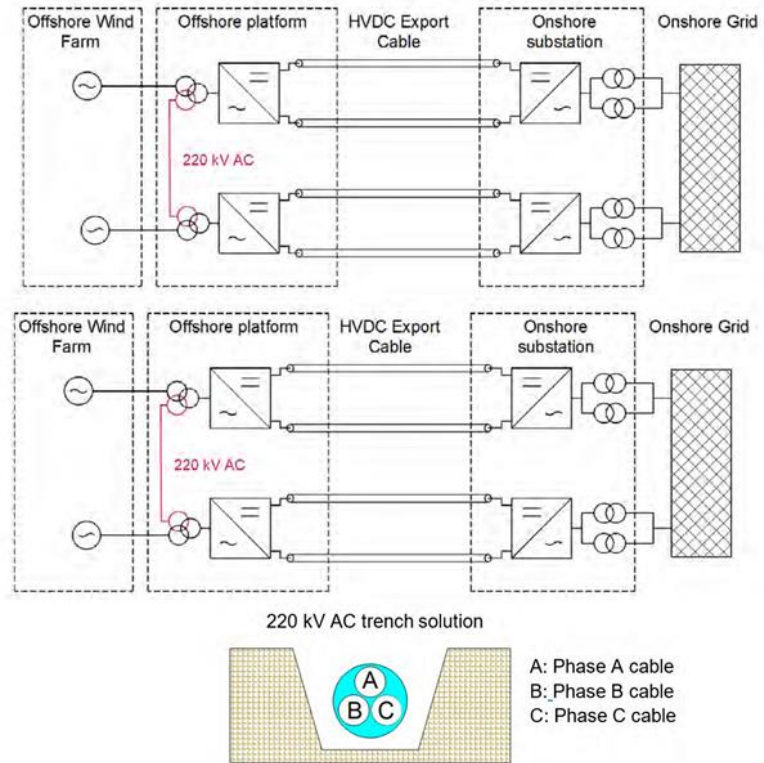 Offshore Wind
Farm
Offshore platform
HVDC Export
Cable
Onshore
substation
Onshore Grid
220 kV AC
Offshore Wind
Farm
Offshore platform
HVDC Export
Cable
Onshore
substation
Onshore Grid
220 kV AC
220 kV AC trench solution
A
B
C
A: Phase A cable
B: Phase B cable
C: Phase C cable